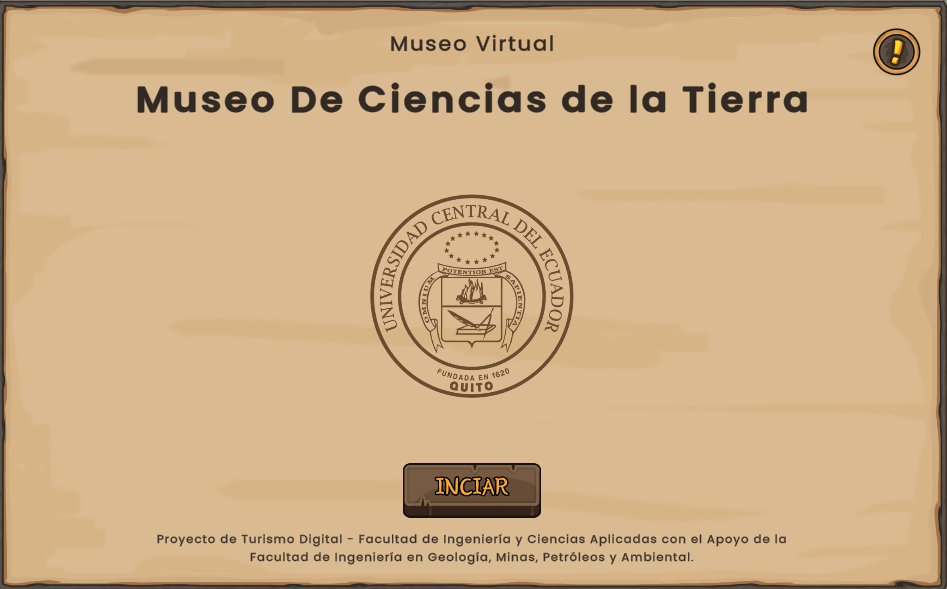 Museo Virtual
Museo De Ciencias de la Tierra
UNIVERSIDAD CENTRAL DEL ECUADOR
POTENTIOR EST
OMNIUM
SAPIENTIA
FUNDADA EN 1620
QUITO
INCIAR
Proyecto de Turismo Digital - Facultad de Ingeniería y Ciencias Aplicadas con el Apoyo de la
Facultad de Ingeniería en Geología, Minas, Petróleos y Ambiental.